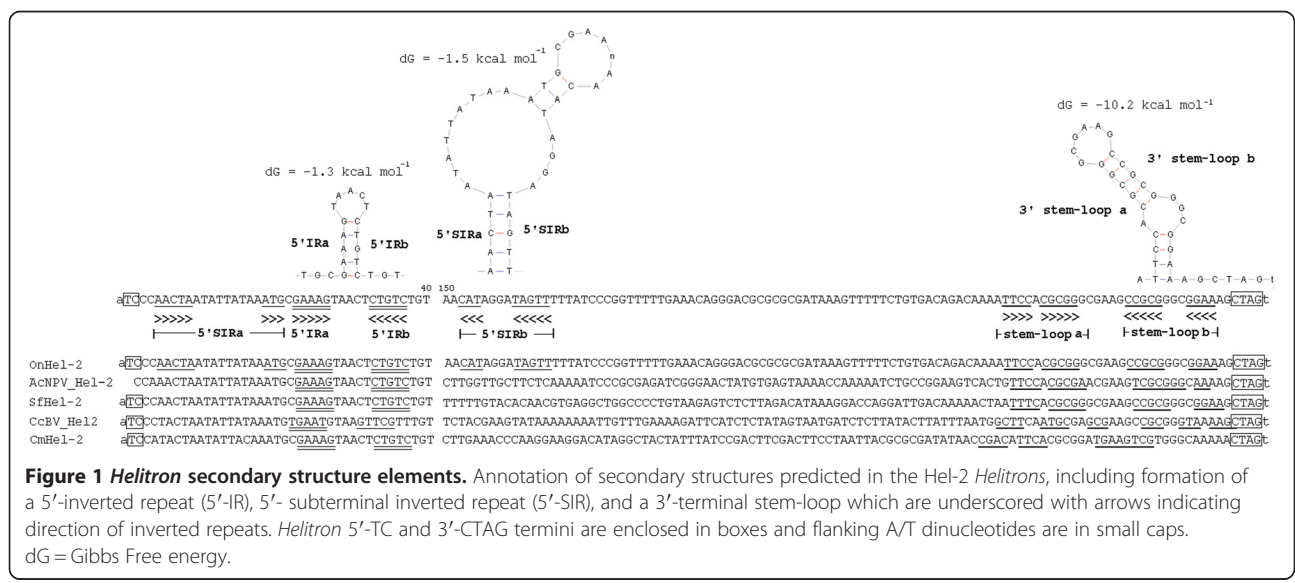 dG = -1.3 kcal mol-1
dG = -1.5 kcal mol-1
dG = -10.2 kcal mol-1
5'IRa
5'IRb
5'SIRa
5'SIRb
3' stem-loop a
3' stem-loop b
-T-G-C-G-C-T-G-T-
40 150
aTCCCAACTAATATTATAAATGCGAAAGTAACTCTGTCTGT AACATAGGATAGTTTTTATCCCGGTTTTTGAAACAGGGACGCGCGCGATAAAGTTTTTCTGTGACAGACAAAATTCCACGCGGGCGAAGCCGCGGGCGGAAAGCTAGt
>>>>> >>> >>>>> <<<<< <<< <<<<< >>>> >>>>> <<<<< <<<<
5'SIRa 5'IRa 5'IRb 5'SIRb stem-loop a stem-loop b
OnHel-2 aTCCCAACTAATATTATAAATGCGAAAGTAACTCTGTCTGT AACATAGGATAGTTTTTATCCCGGTTTTTGAAACAGGGACGCGCGCGATAAAGTTTTTCTGTGACAGACAAAATTCCACGCGGGCGAAGCCGCGGGCGGAAAGCTAGt
AcNPV_Hel-2 CCAAACTAATATTATAAATGCGAAAGTAACTCTGTCTGT CTTGGTTGCTTCTCAAAAATCCCGCGAGATCGGGAACTATGTGAGTAAAACCAAAAATCTGCCGGAAGTCACTGTTCCACGCGAACGAAGTCGCGGGCAAAAGCTAGt
SfHel-2 aTCCCAACTAATATTATAAATGCGAAAGTAACTCTGTCTGT TTTTTGTACACAACGTGAGGCTGGCCCCTGTAAGAGTCTCTTAGACATAAAGGACCAGGATTGACAAAAACTAATTTCACGCGGGCGAAGCCGCGGGCGGAAGCTAGt
CcBV_Hel2 aTCCCTACTAATATTATAAATGTGAATGTAAGTTCGTTTGT TCTACGAAGTATAAAAAAAAATTGTTTGAAAAGATTCATCTCTATAGTAATGATCTCTTATACTTATTTAATGGCTTCAATGCGAGCGAAGCCGCGGGTAAAAGCTAGt
CmHel-2 aTCCATACTAATATTACAAATGCGAAAGTAACTCTGTCTGT CTTGAAACCCAAGGAAGGACATAGGCTACTATTTATCCGACTTCGACTTCCTAATTACGCGCGATATAACCGACATTCACGCGGATGAAGTCGTGGGCAAAAACTAGt
Figure 1 Helitron secondary structure elements. Annotation of secondary structures predicted in the Hel-2 Helitrons, including formation of
a 5′-inverted repeat (5′-IR), 5′- subterminal inverted repeat (5′-SIR), and a 3′-terminal stem-loop which are underscored with arrows indicating
direction of inverted repeats. Helitron 5′-TC and 3′-CTAG termini are enclosed in boxes and flanking A/T dinucleotides are in small caps.
dG = Gibbs Free energy.